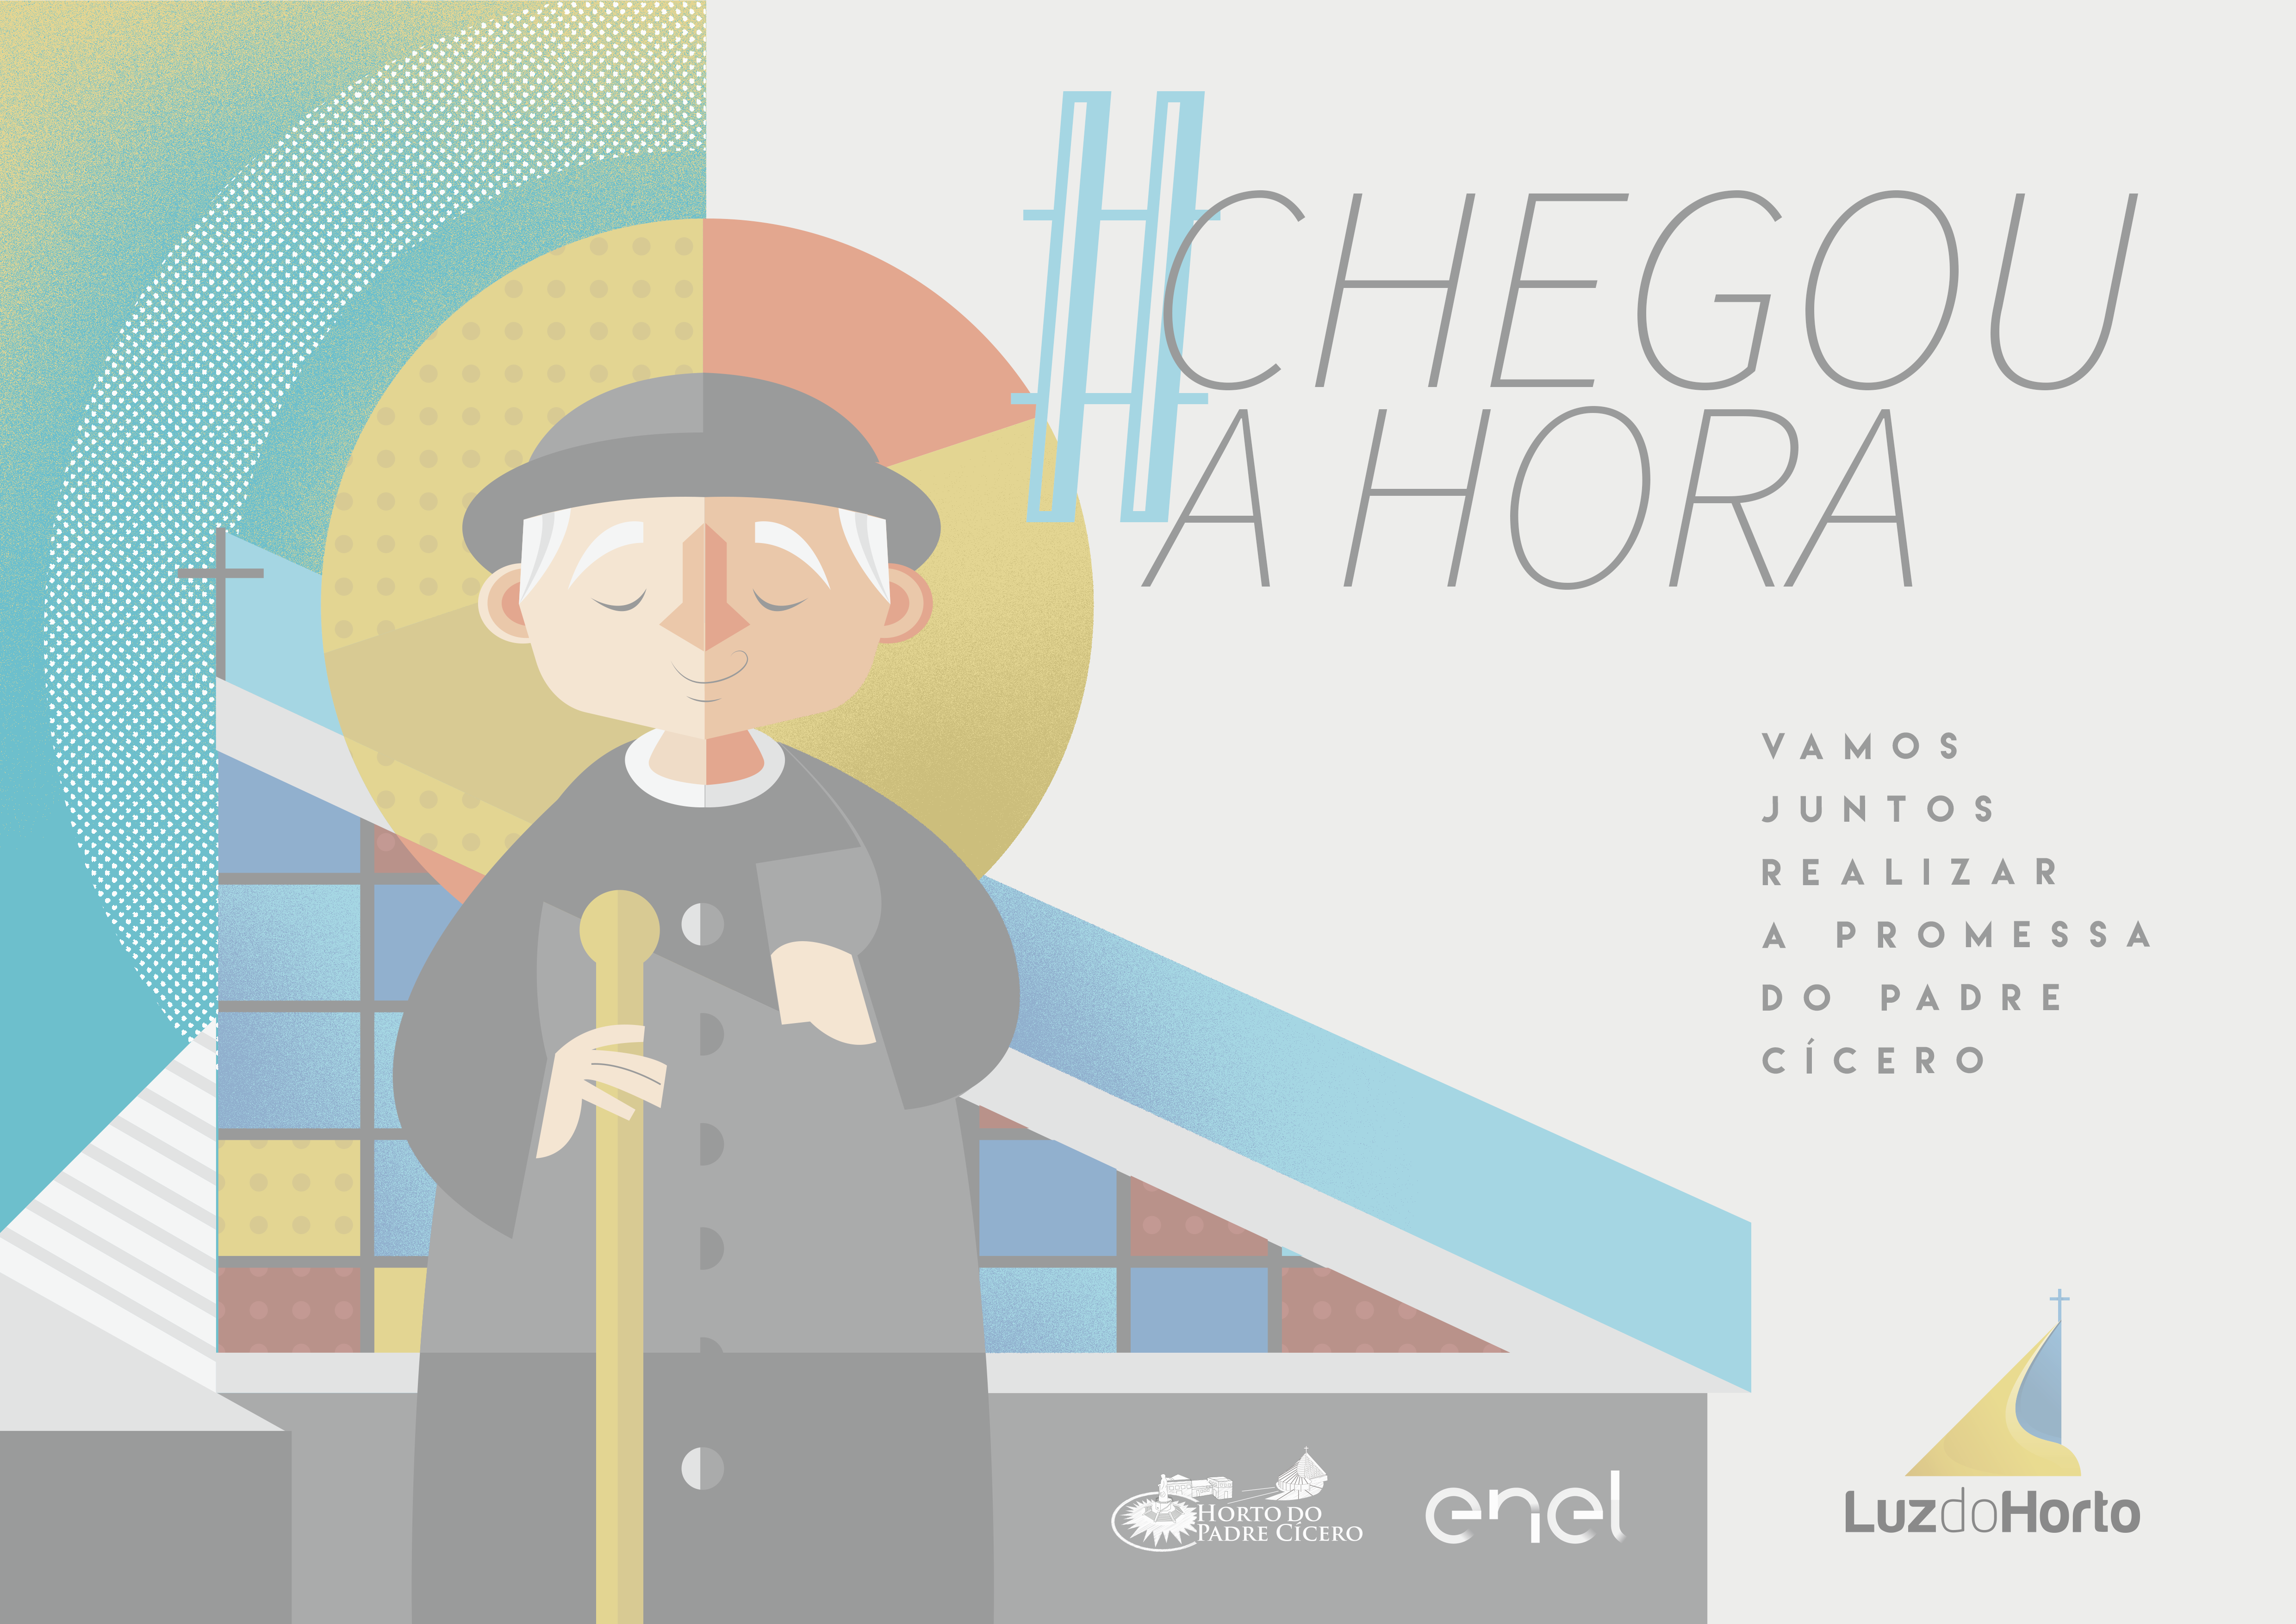 #CHEGOU
A HORA
VAMOS
JUNTOS
REALIZAR
A PROMESSA
DO PADRE
CÍCERO
HORTO DO
PADRE CÍCERO
enel
LuzdoHorto